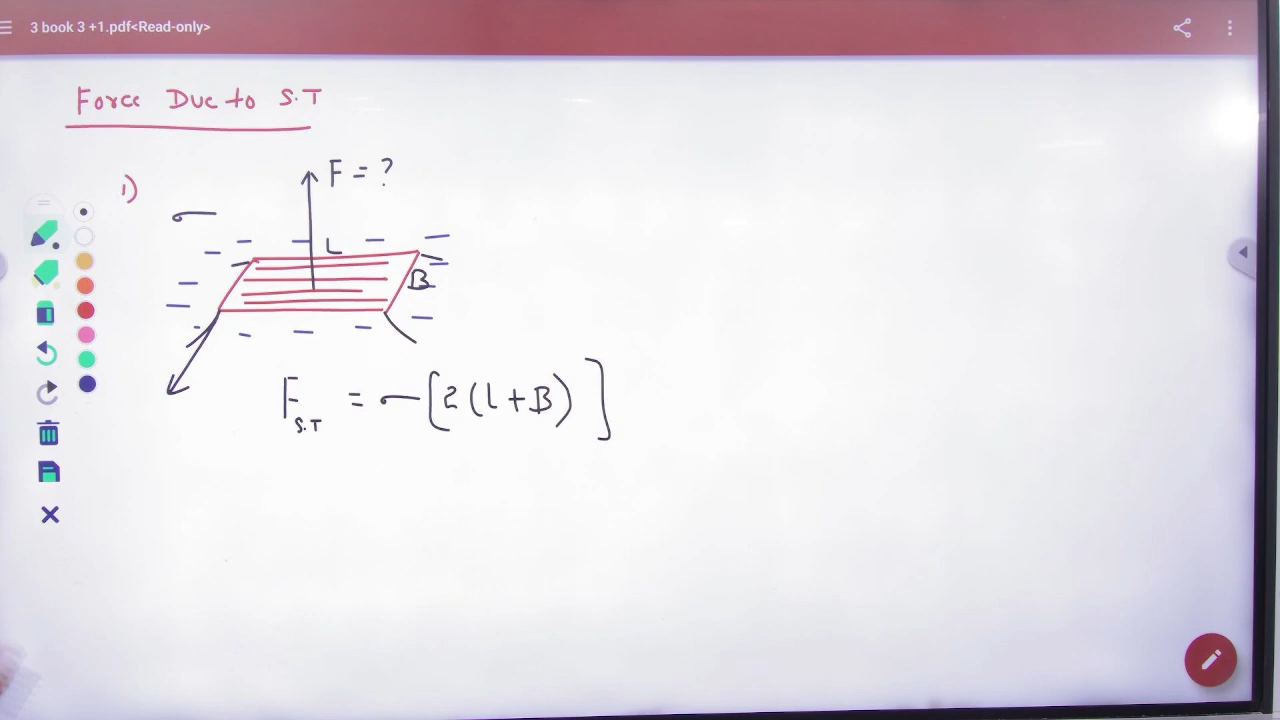 3 book 3 +1.pdf<Read-only>
Force Due to S.T
1)
F = ?
σ
L
B
F_S.T = σ[2(L+B)]